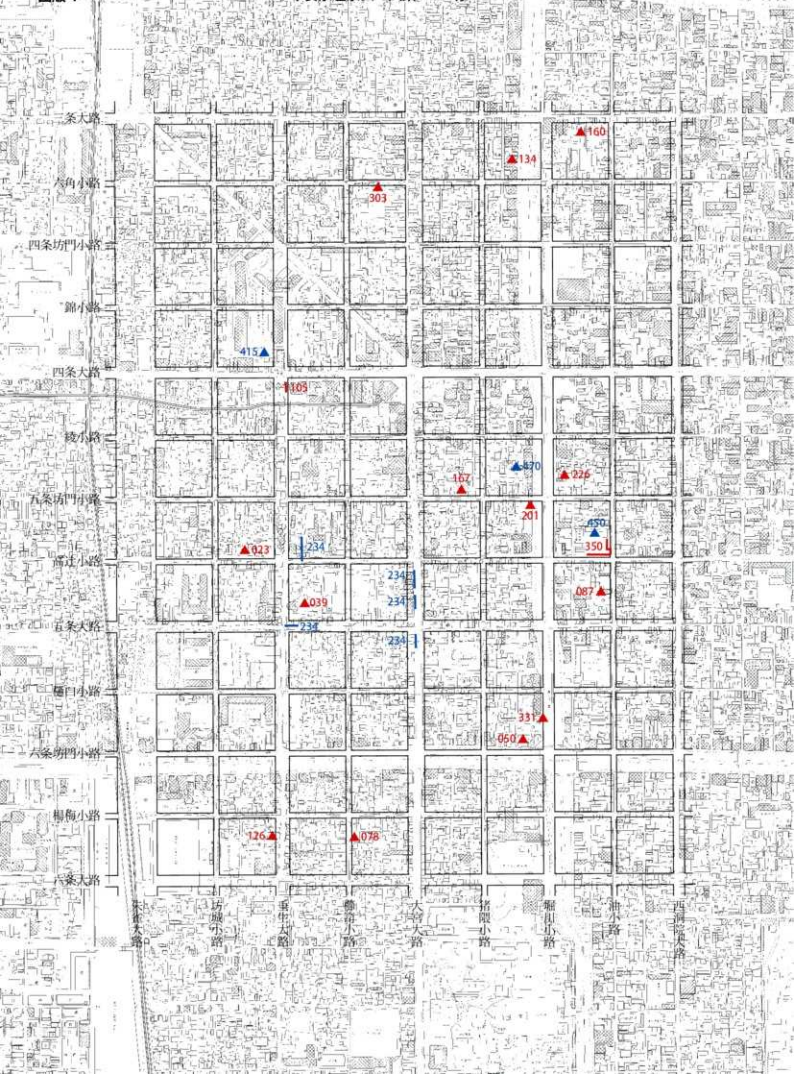 三条大路
160
134
六角小路
303
四条坊門小路
錦小路
415
四条大路
105
綾小路
470
226
167
五条坊門小路
201
450
023
234
350
高辻小路
234
087
039
234
五条大路
234
234
樋口小路
331
050
六条坊門小路
楊梅小路
126
078
六条大路
朱雀大路
坊城小路
壬生大路
櫛笥小路
大宮大路
猪隈小路
堀川小路
油小路
西洞院大路